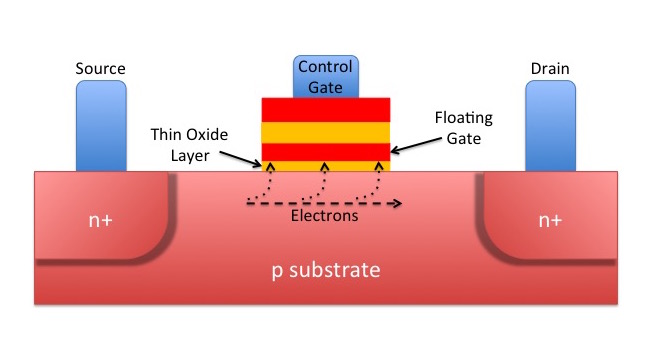 Source
Control
Gate
Drain
Thin Oxide
Layer
Floating
Gate
Electrons
n+
n+
p substrate